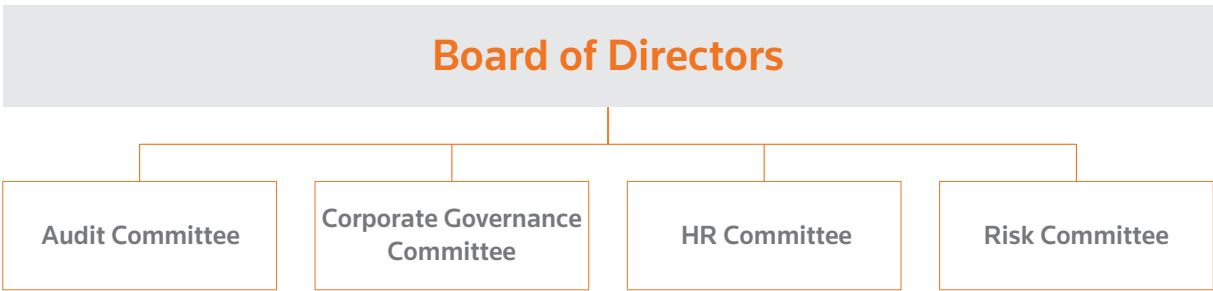 Board of Directors
Audit Committee
Corporate Governance
Committee
HR Committee
Risk Committee